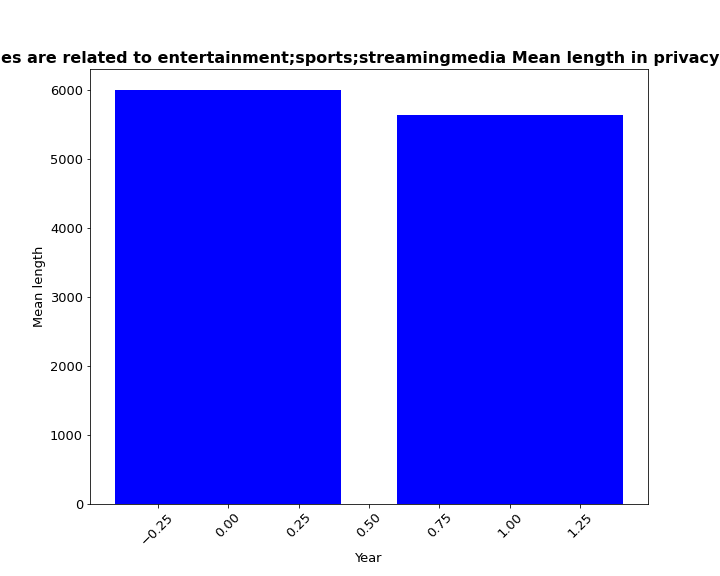 es are related to entertainment;sports;streamingmedia Mean length in privacy
6000
5000
4000
3000
2000
1000
0
Mean length
−0.25 0.00 0.25 0.50 0.75 1.00 1.25
Year